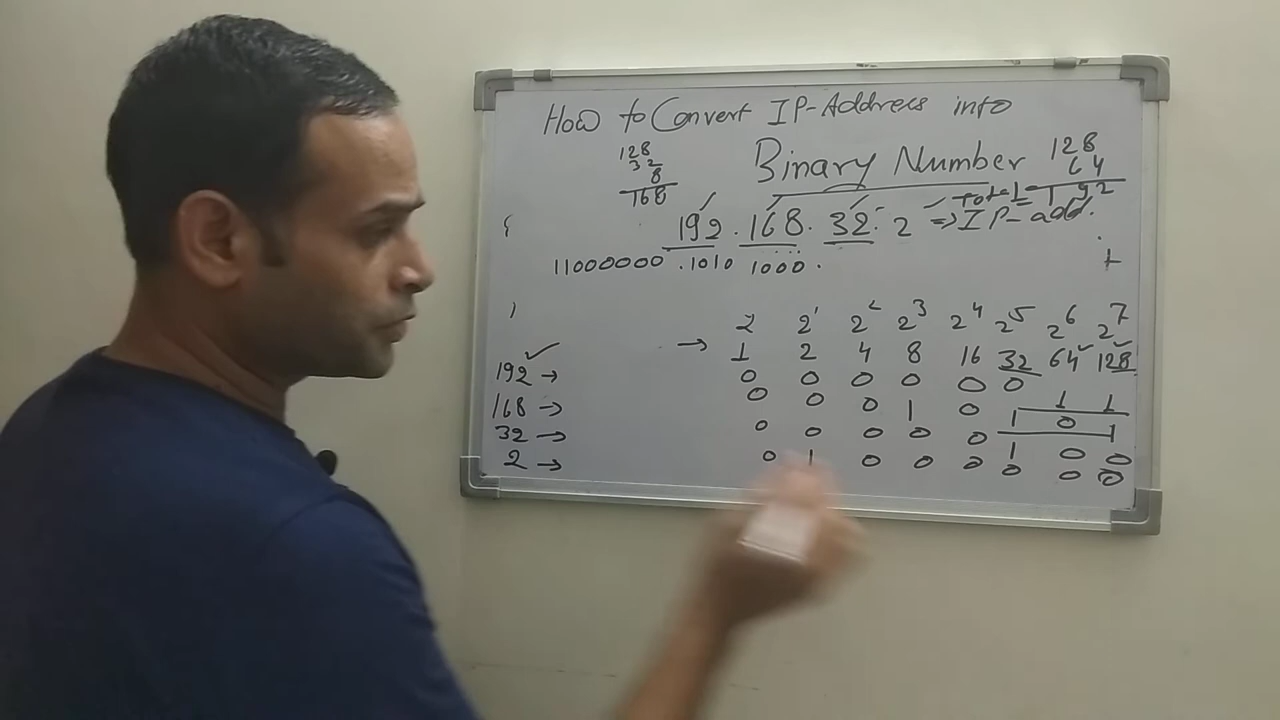 How to Convert IP-Address into
Binary Number
128
32
8
168
128
64
total = 192
192.168.32.2 => IP-add.
11000000.1010 1000.
+
2 2¹ 2² 2³ 2⁴ 2⁵ 2⁶ 2⁷
→ 1 2 4 8 16 32 64 128
192 → 0 0 0 0 0 0 1 1
168 → 0 0 0 1 0 1 0 1
32 → 0 0 0 0 0 1 0 0
2 → 0 1 0 0 0 0 0 0